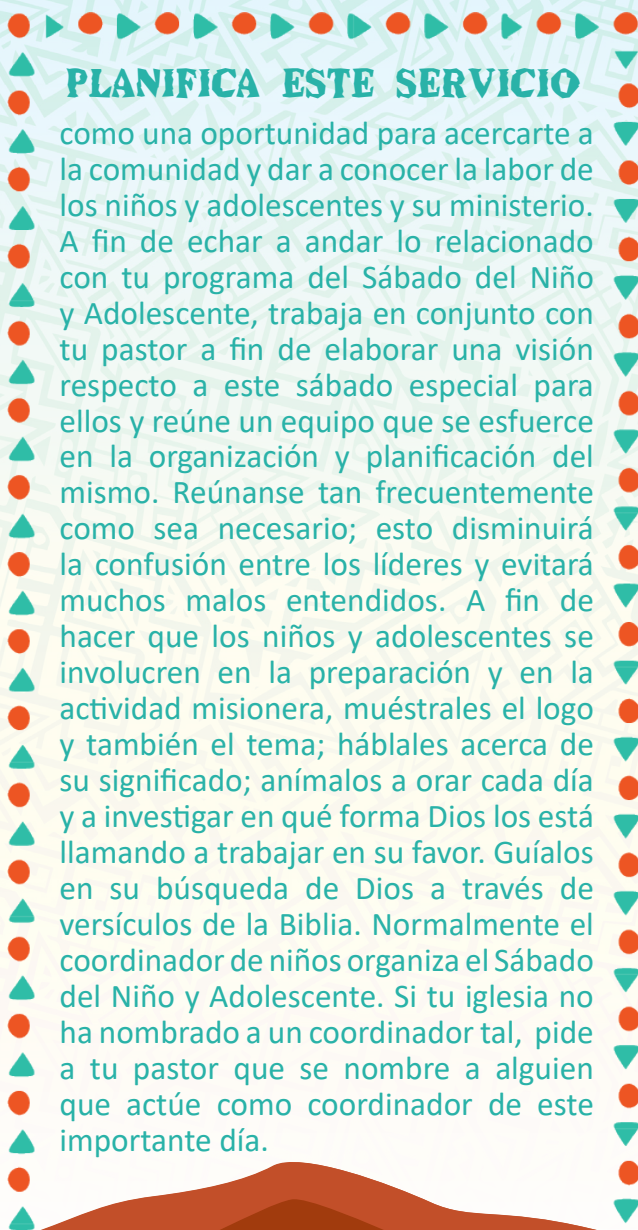 PLANIFICA ESTE SERVICIO
como una oportunidad para acercarte a
la comunidad y dar a conocer la labor de
los niños y adolescentes y su ministerio.
A fin de echar a andar lo relacionado
con tu programa del Sábado del Niño
y Adolescente, trabaja en conjunto con
tu pastor a fin de elaborar una visión
respecto a este sábado especial para
ellos y reúne un equipo que se esfuerce
en la organización y planificación del
mismo. Reúnanse tan frecuentemente
como sea necesario; esto disminuirá
la confusión entre los líderes y evitará
muchos malos entendidos. A fin de
hacer que los niños y adolescentes se
involucren en la preparación y en la
actividad misionera, muéstrales el logo
y también el tema; háblales acerca de
su significado; anímalos a orar cada día
y a investigar en qué forma Dios los está
llamando a trabajar en su favor. Guíalos
en su búsqueda de Dios a través de
versículos de la Biblia. Normalmente el
coordinador de niños organiza el Sábado
del Niño y Adolescente. Si tu iglesia no
ha nombrado a un coordinador tal, pide
a tu pastor que se nombre a alguien
que actúe como coordinador de este
importante día.